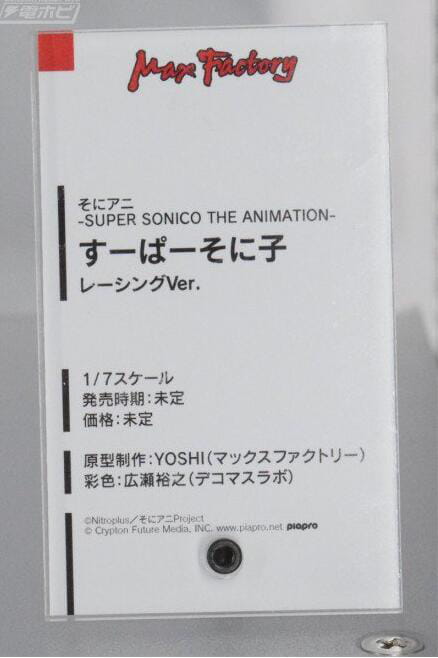 電ホビ
Max Factory
そにアニ
-SUPER SONICO THE ANIMATION-
すーぱーそに子
レーシングVer.
1/7スケール
発売時期:未定
価格:未定
原型制作:YOSHI(マックスファクトリー)
彩色:広瀬裕之(デコマスラボ)
©Nitroplus/そにアニProject
© Crypton Future Media, INC. www.piapro.net piapro